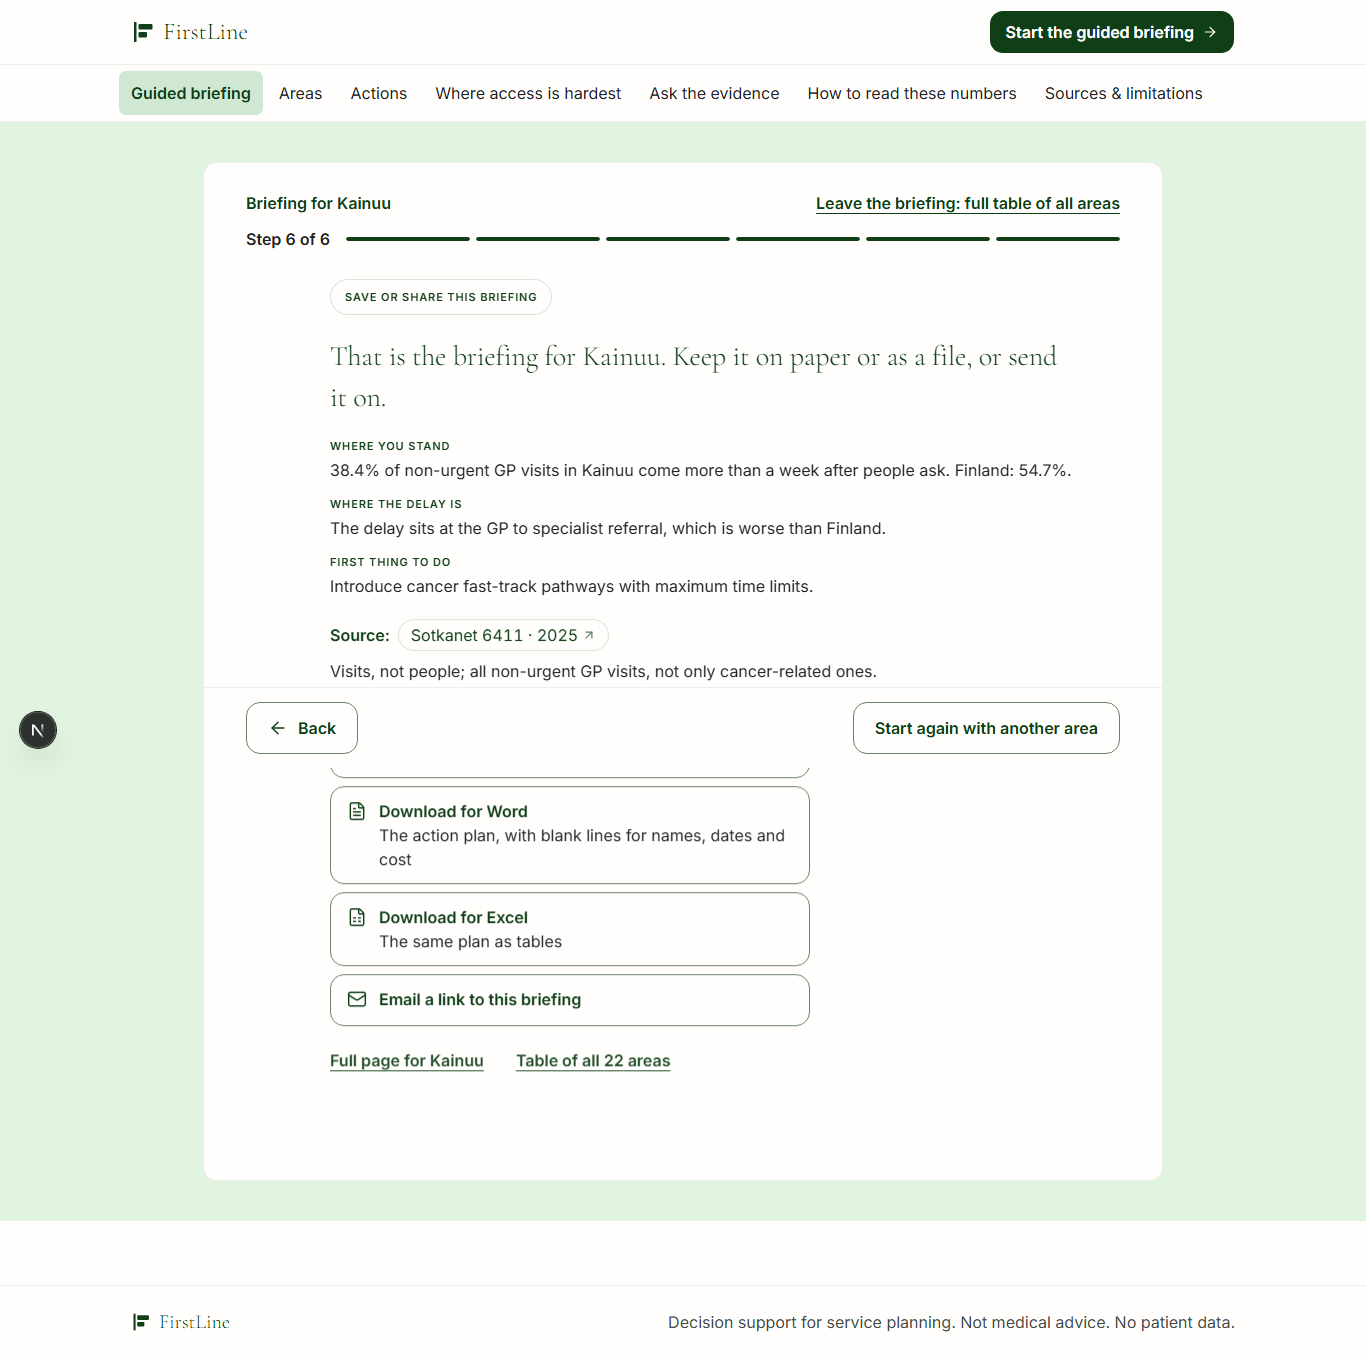 FirstLine
Start the guided briefing →
Guided briefing
Areas
Actions
Where access is hardest
Ask the evidence
How to read these numbers
Sources & limitations
Briefing for Kainuu
Leave the briefing: full table of all areas
Step 6 of 6
SAVE OR SHARE THIS BRIEFING
That is the briefing for Kainuu. Keep it on paper or as a file, or send
it on.
WHERE YOU STAND
38.4% of non-urgent GP visits in Kainuu come more than a week after people ask. Finland: 54.7%.
WHERE THE DELAY IS
The delay sits at the GP to specialist referral, which is worse than Finland.
FIRST THING TO DO
Introduce cancer fast-track pathways with maximum time limits.
Source: Sotkanet 6411 · 2025 ↗
Visits, not people; all non-urgent GP visits, not only cancer-related ones.
N
← Back
Start again with another area
Download for Word
The action plan, with blank lines for names, dates and
cost
Download for Excel
The same plan as tables
Email a link to this briefing
Full page for Kainuu
Table of all 22 areas
FirstLine
Decision support for service planning. Not medical advice. No patient data.